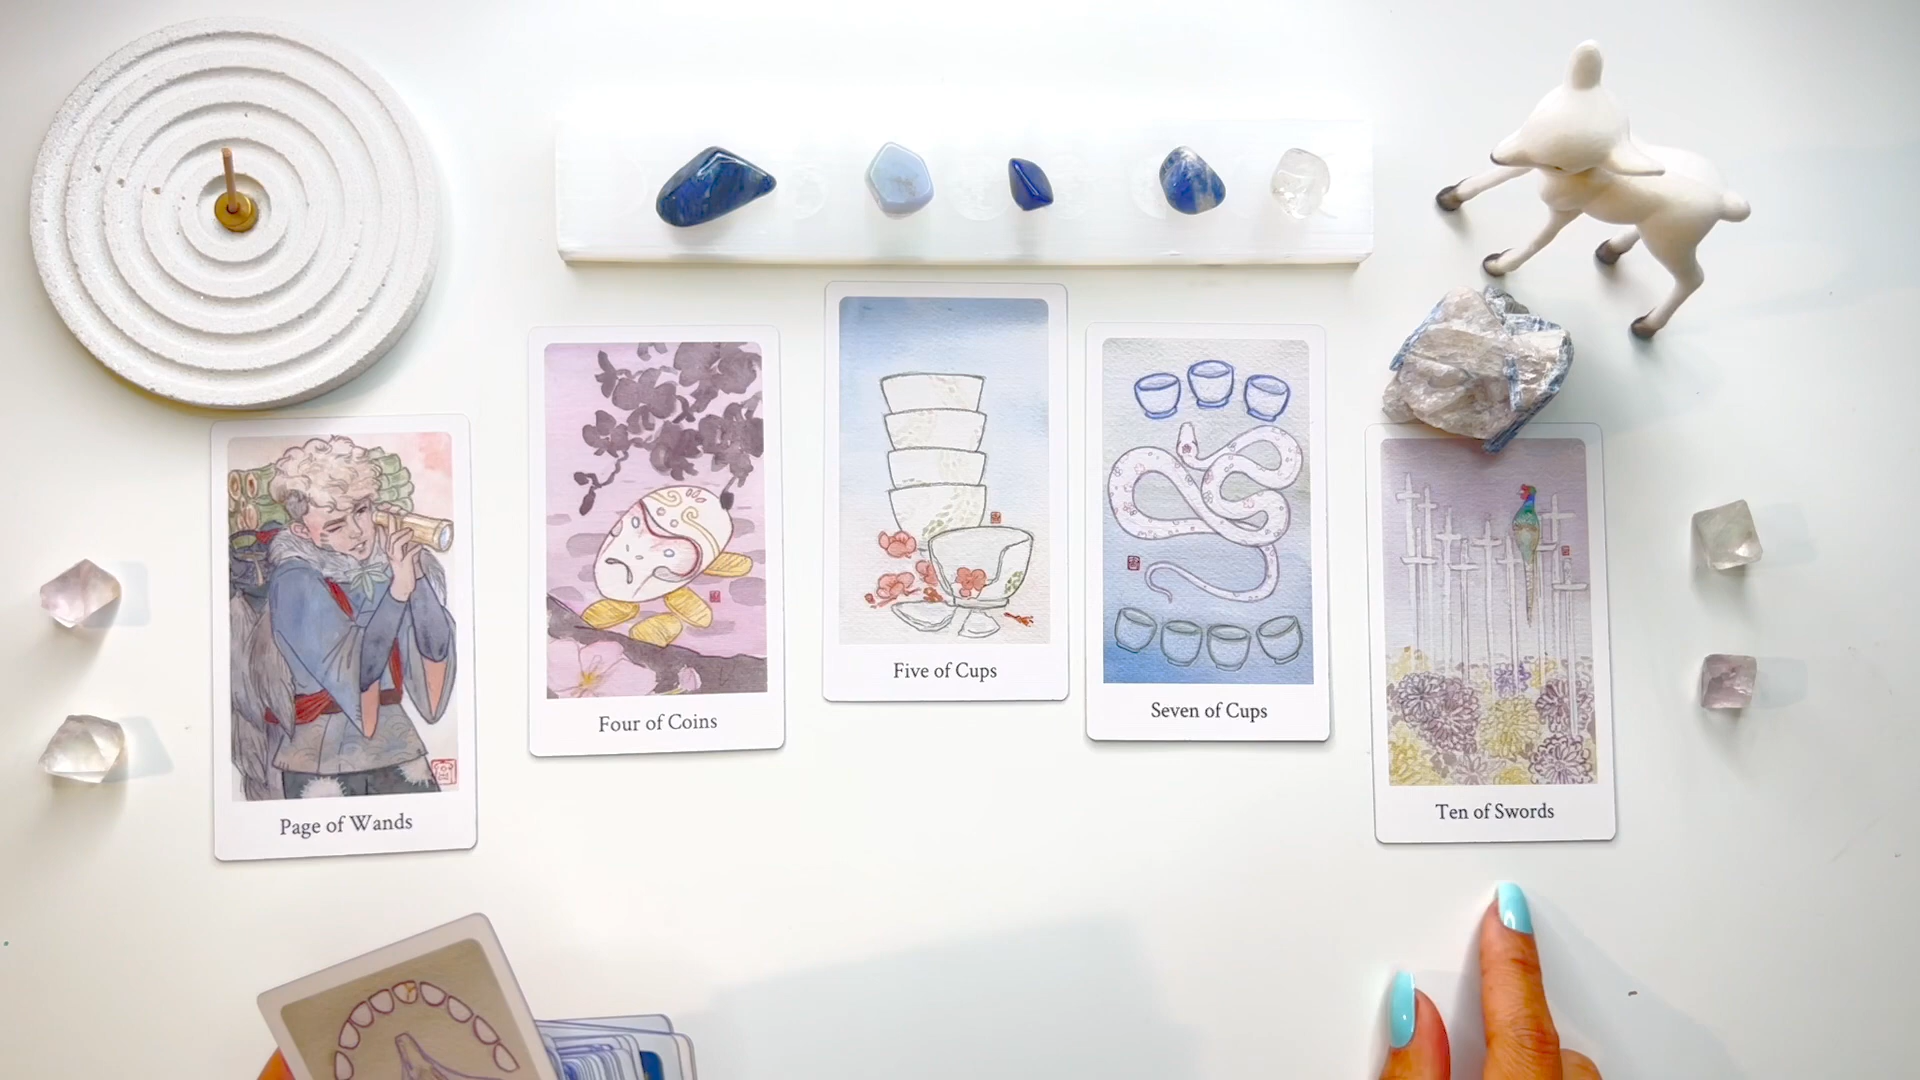 Page of Wands
Four of Coins
Five of Cups
Seven of Cups
Ten of Swords